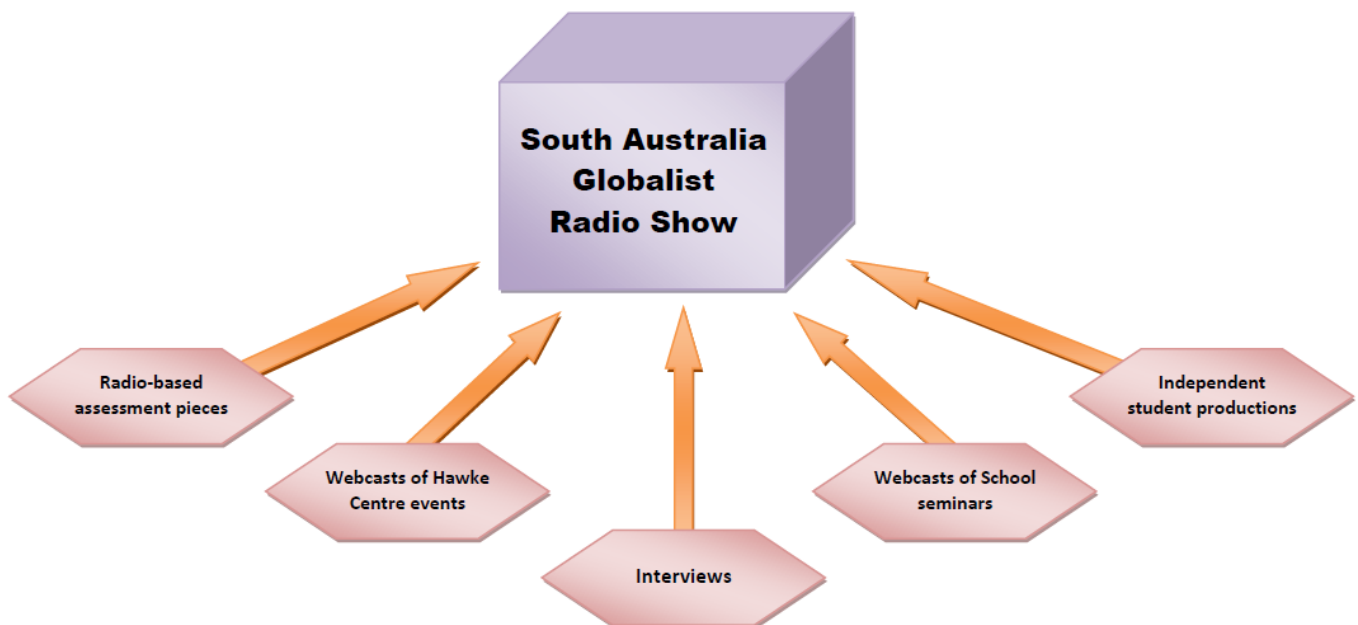 South Australia
Globalist
Radio Show
Radio-based
assessment pieces
Independent
student productions
Webcasts of Hawke
Centre events
Webcasts of School
seminars
Interviews